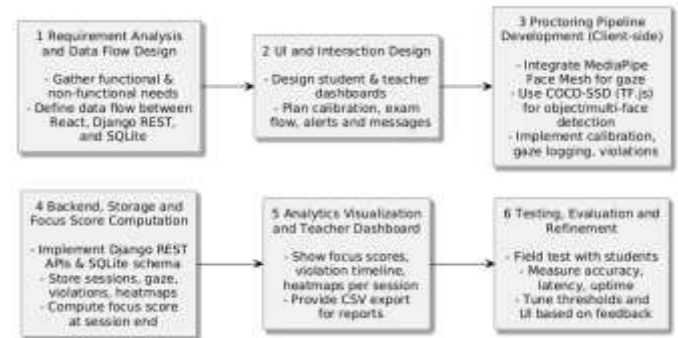 1 Requirement Analysis
and Data Flow Design
- Gather functional &
non-functional needs
- Define data flow between
React, Django REST,
and SQLite
2 UI and Interaction Design
- Design student & teacher
dashboards
- Plan calibration, exam
flow, alerts and messages
3 Proctoring Pipeline
Development (Client-side)
- Integrate MediaPipe
Face Mesh for gaze
- Use COCO-SSD (TF.js)
for object/multi-face
detection
- Implement calibration,
gaze logging, violations
4 Backend, Storage and
Focus Score Computation
- Implement Django REST
APIs & SQLite schema
- Store sessions, gaze,
violations, heatmaps
- Compute focus score
at session end
5 Analytics Visualization
and Teacher Dashboard
- Show focus scores,
violation timeline,
heatmaps per session
- Provide CSV export
for reports
6 Testing, Evaluation and
Refinement
- Field test with students
- Measure accuracy,
latency, uptime
- Tune thresholds and
UI based on feedback